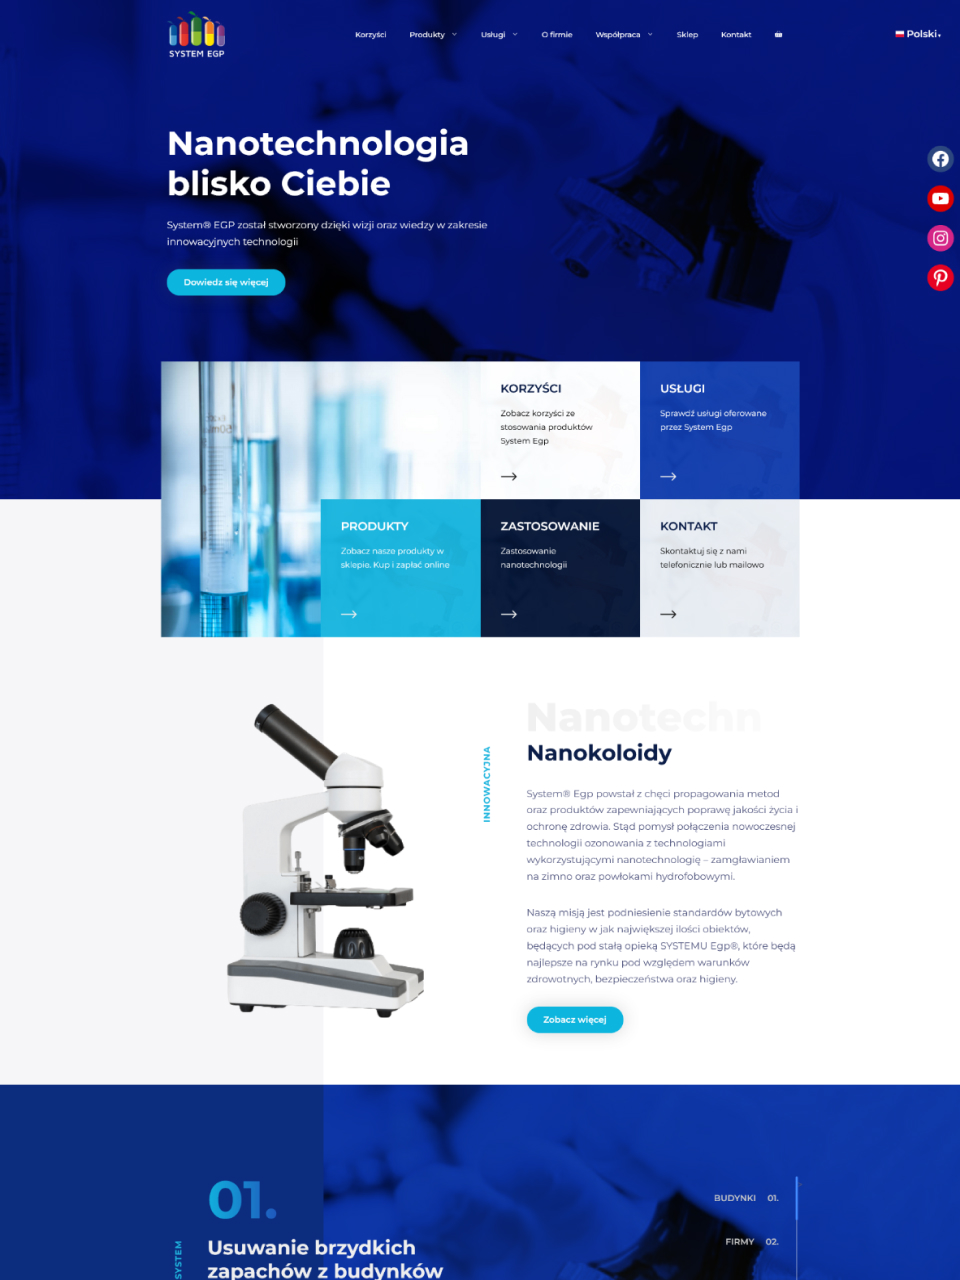 SYSTEM EGP
Korzyści
Produkty
Usługi
O firmie
Współpraca
Sklep
Kontakt
Polski
Nanotechnologia
blisko Ciebie
System® EGP został stworzony dzięki wizji oraz wiedzy w zakresie
innowacyjnych technologii
Dowiedz się więcej
KORZYŚCI
Zobacz korzyści ze
stosowania produktów
System Egp
USŁUGI
Sprawdź usługi oferowane
przez System Egp
PRODUKTY
Zobacz nasze produkty w
sklepie. Kup i zapłać online
ZASTOSOWANIE
Zastosowanie
nanotechnologii
KONTAKT
Skontaktuj się z nami
telefonicznie lub mailowo
Nanotechn
INNOWACYJNA
Nanokoloidy
System® Egp powstał z chęci propagowania metod
oraz produktów zapewniających poprawę jakości życia i
ochronę zdrowia. Stąd pomysł połączenia nowoczesnej
technologii ozonowania z technologiami
wykorzystującymi nanotechnologię – zamgławianiem
na zimno oraz powłokami hydrofobowymi.
Naszą misją jest podniesienie standardów bytowych
oraz higieny w jak największej ilości obiektów,
będących pod stałą opieką SYSTEMU Egp®, które będą
najlepsze na rynku pod względem warunków
zdrowotnych, bezpieczeństwa oraz higieny.
Zobacz więcej
01.
SYSTEM
Usuwanie brzydkich
zapachów z budynków
BUDYNKI 01.
FIRMY 02.